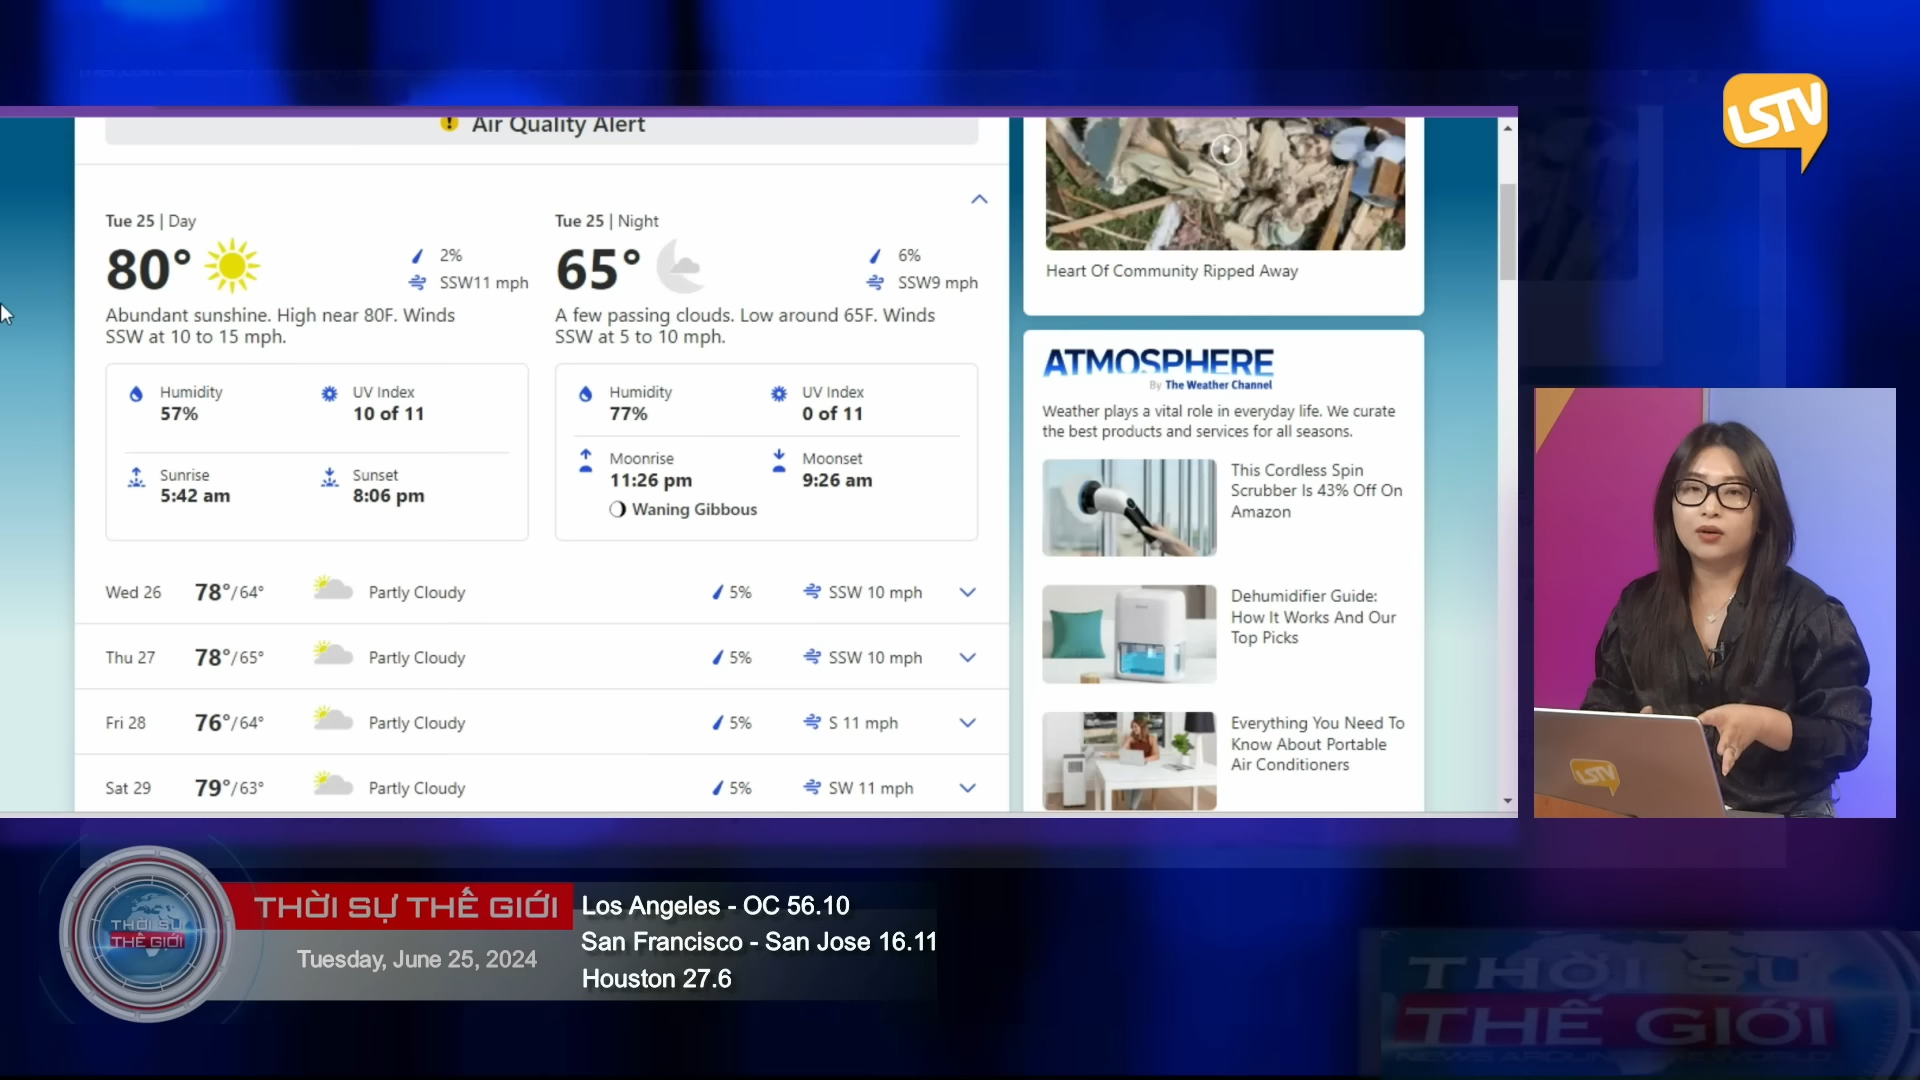 LSTV
Air Quality Alert
Tue 25 | Day
80°
2%
SSW11 mph
Abundant sunshine. High near 80F. Winds
SSW at 10 to 15 mph.
Humidity
57%
UV Index
10 of 11
Sunrise
5:42 am
Sunset
8:06 pm
Tue 25 | Night
65°
6%
SSW9 mph
A few passing clouds. Low around 65F. Winds
SSW at 5 to 10 mph.
Humidity
77%
UV Index
0 of 11
Moonrise
11:26 pm
Waning Gibbous
Moonset
9:26 am
Wed 26 78°/64° Partly Cloudy 5% SSW 10 mph
Thu 27 78°/65° Partly Cloudy 5% SSW 10 mph
Fri 28 76°/64° Partly Cloudy 5% S 11 mph
Sat 29 79°/63° Partly Cloudy 5% SW 11 mph
Heart Of Community Ripped Away
ATMOSPHERE
By The Weather Channel
Weather plays a vital role in everyday life. We curate
the best products and services for all seasons.
This Cordless Spin
Scrubber Is 43% Off On
Amazon
Dehumidifier Guide:
How It Works And Our
Top Picks
Everything You Need To
Know About Portable
Air Conditioners
LSTV
THỜI SỰ
THẾ GIỚI
THỜI SỰ THẾ GIỚI
Tuesday, June 25, 2024
Los Angeles - OC 56.10
San Francisco - San Jose 16.11
Houston 27.6
THỜI SỰ
THẾ GIỚI
NEWS AROUND THE WORLD